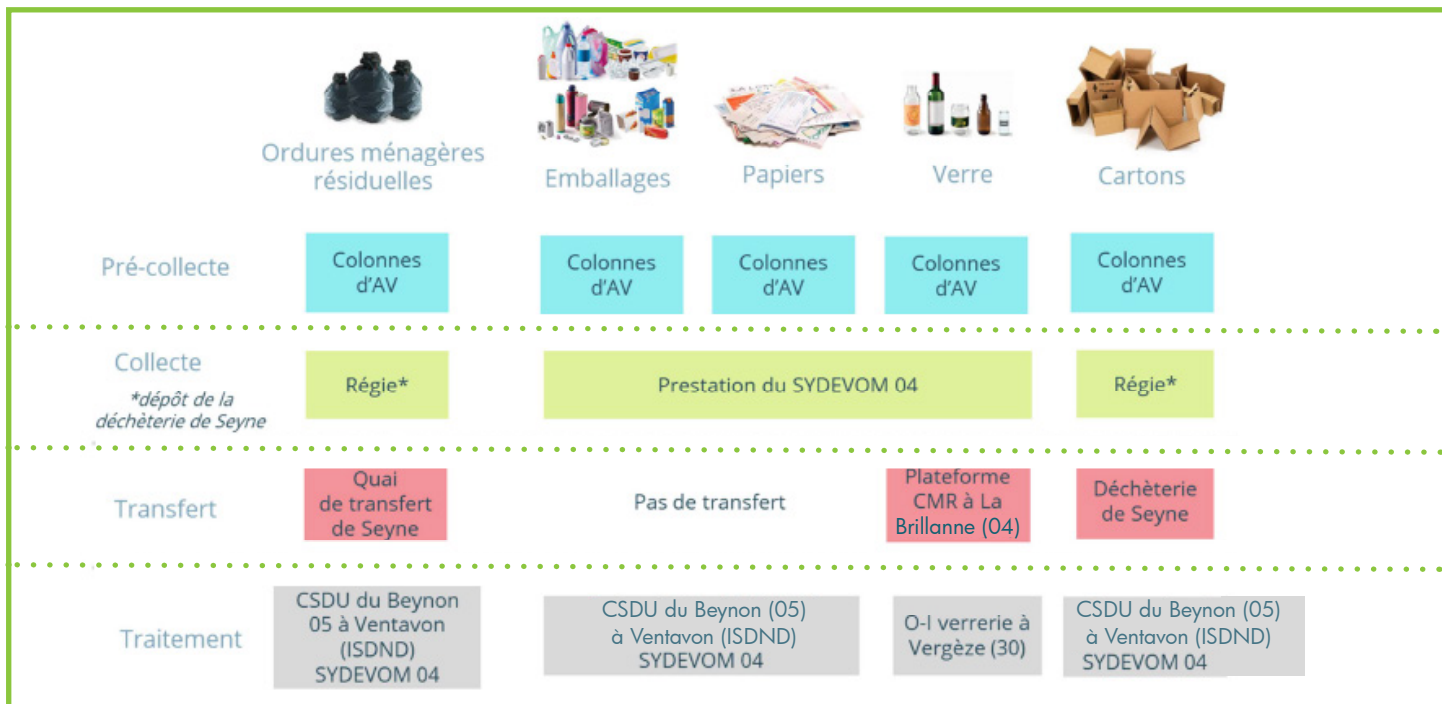 Ordures ménagères
résiduelles
Emballages
Papiers
Verre
Cartons
Pré-collecte
Colonnes
d'AV
Colonnes
d'AV
Colonnes
d'AV
Colonnes
d'AV
Colonnes
d'AV
Collecte
*dépôt de la
déchèterie de Seyne
Régie*
Prestation du SYDEVOM 04
Régie*
Transfert
Quai
de transfert
de Seyne
Pas de transfert
Plateforme
CMR à La
Brillanne (04)
Déchèterie
de Seyne
Traitement
CSDU du Beynon
05 à Ventavon
(ISDND)
SYDEVOM 04
CSDU du Beynon (05)
à Ventavon (ISDND)
SYDEVOM 04
O-I verrerie à
Vergèze (30)
CSDU du Beynon (05)
à Ventavon (ISDND)
SYDEVOM 04